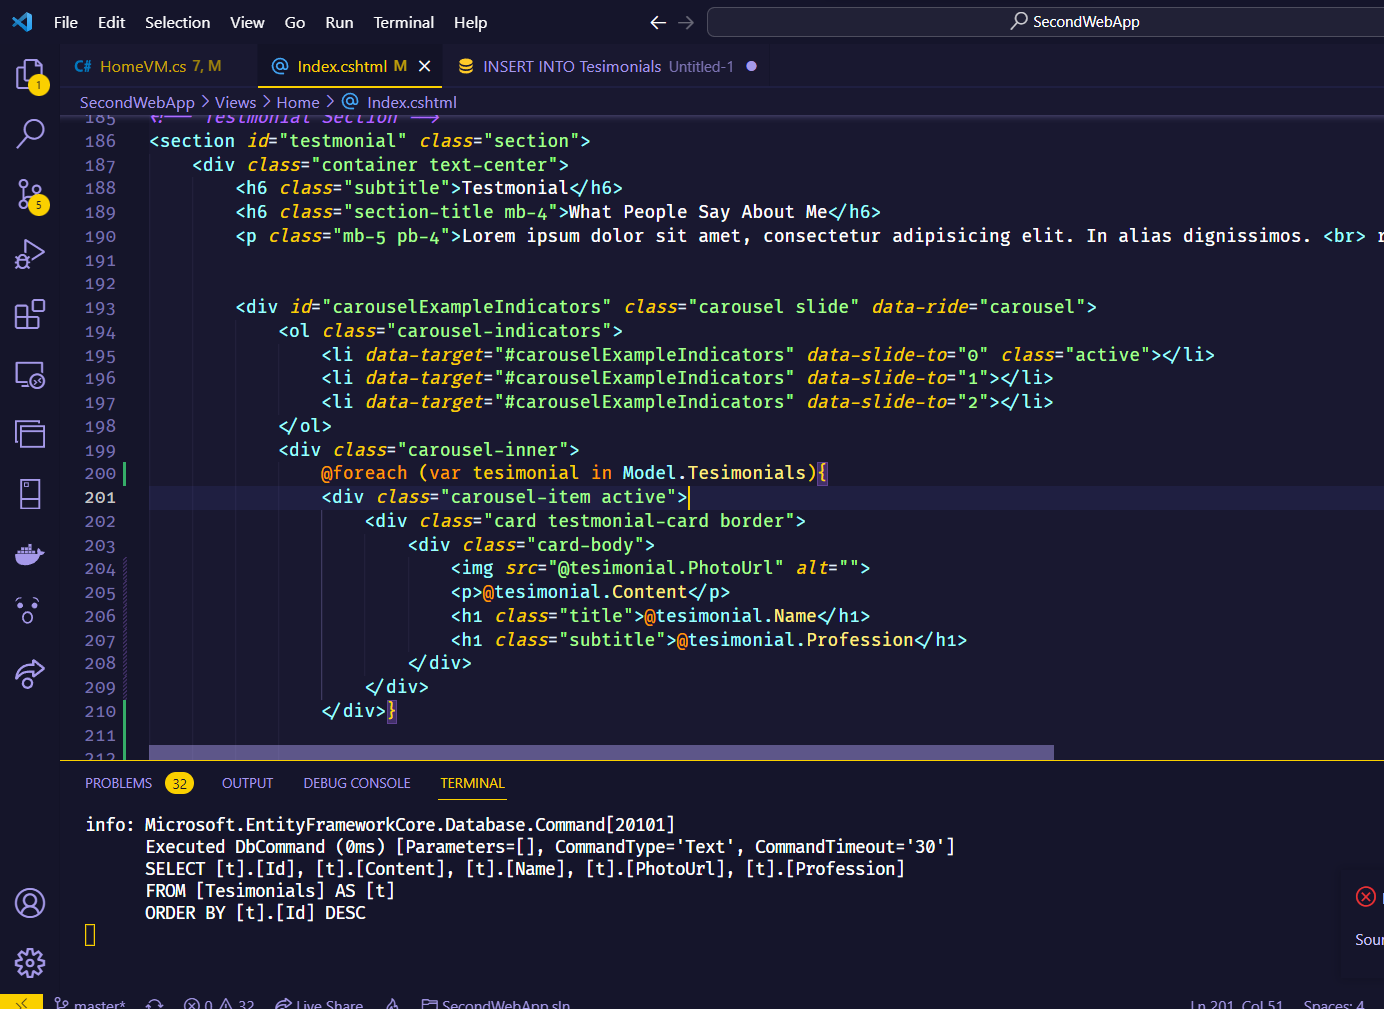 File Edit Selection View Go Run Terminal Help SecondWebApp
C# HomeVM.cs 7, M Index.cshtml M INSERT INTO Tesimonials Untitled-1
SecondWebApp > Views > Home > Index.cshtml
185 <!-- Testmonial Section -->
186 <section id="testmonial" class="section">
187 <div class="container text-center">
188 <h6 class="subtitle">Testmonial</h6>
189 <h6 class="section-title mb-4">What People Say About Me</h6>
190 <p class="mb-5 pb-4">Lorem ipsum dolor sit amet, consectetur adipisicing elit. In alias dignissimos. <br> r
191
192
193 <div id="carouselExampleIndicators" class="carousel slide" data-ride="carousel">
194 <ol class="carousel-indicators">
195 <li data-target="#carouselExampleIndicators" data-slide-to="0" class="active"></li>
196 <li data-target="#carouselExampleIndicators" data-slide-to="1"></li>
197 <li data-target="#carouselExampleIndicators" data-slide-to="2"></li>
198 </ol>
199 <div class="carousel-inner">
200 @foreach (var tesimonial in Model.Tesimonials){
201 <div class="carousel-item active">
202 <div class="card testmonial-card border">
203 <div class="card-body">
204 <img src="@tesimonial.PhotoUrl" alt="">
205 <p>@tesimonial.Content</p>
206 <h1 class="title">@tesimonial.Name</h1>
207 <h1 class="subtitle">@tesimonial.Profession</h1>
208 </div>
209 </div>
210 </div>}
211
212
PROBLEMS 32 OUTPUT DEBUG CONSOLE TERMINAL
info: Microsoft.EntityFrameworkCore.Database.Command[20101]
Executed DbCommand (0ms) [Parameters=[], CommandType='Text', CommandTimeout='30']
SELECT [t].[Id], [t].[Content], [t].[Name], [t].[PhotoUrl], [t].[Profession]
FROM [Tesimonials] AS [t]
ORDER BY [t].[Id] DESC
Sour
master* 0 32 Live Share SecondWebApp.sln Ln 201, Col 51 Spaces: 4
1
5